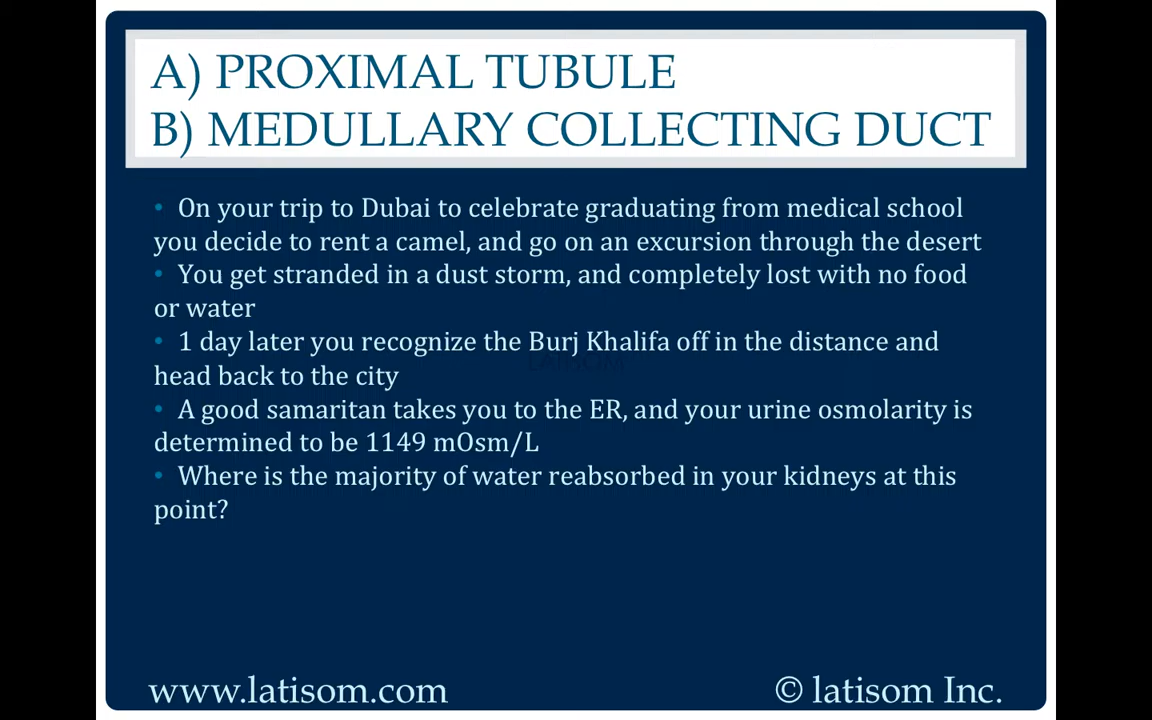 A) PROXIMAL TUBULE
B) MEDULLARY COLLECTING DUCT
• On your trip to Dubai to celebrate graduating from medical school
you decide to rent a camel, and go on an excursion through the desert
• You get stranded in a dust storm, and completely lost with no food
or water
• 1 day later you recognize the Burj Khalifa off in the distance and
head back to the city
• A good samaritan takes you to the ER, and your urine osmolarity is
determined to be 1149 mOsm/L
• Where is the majority of water reabsorbed in your kidneys at this
point?
www.latisom.com
© latisom Inc.